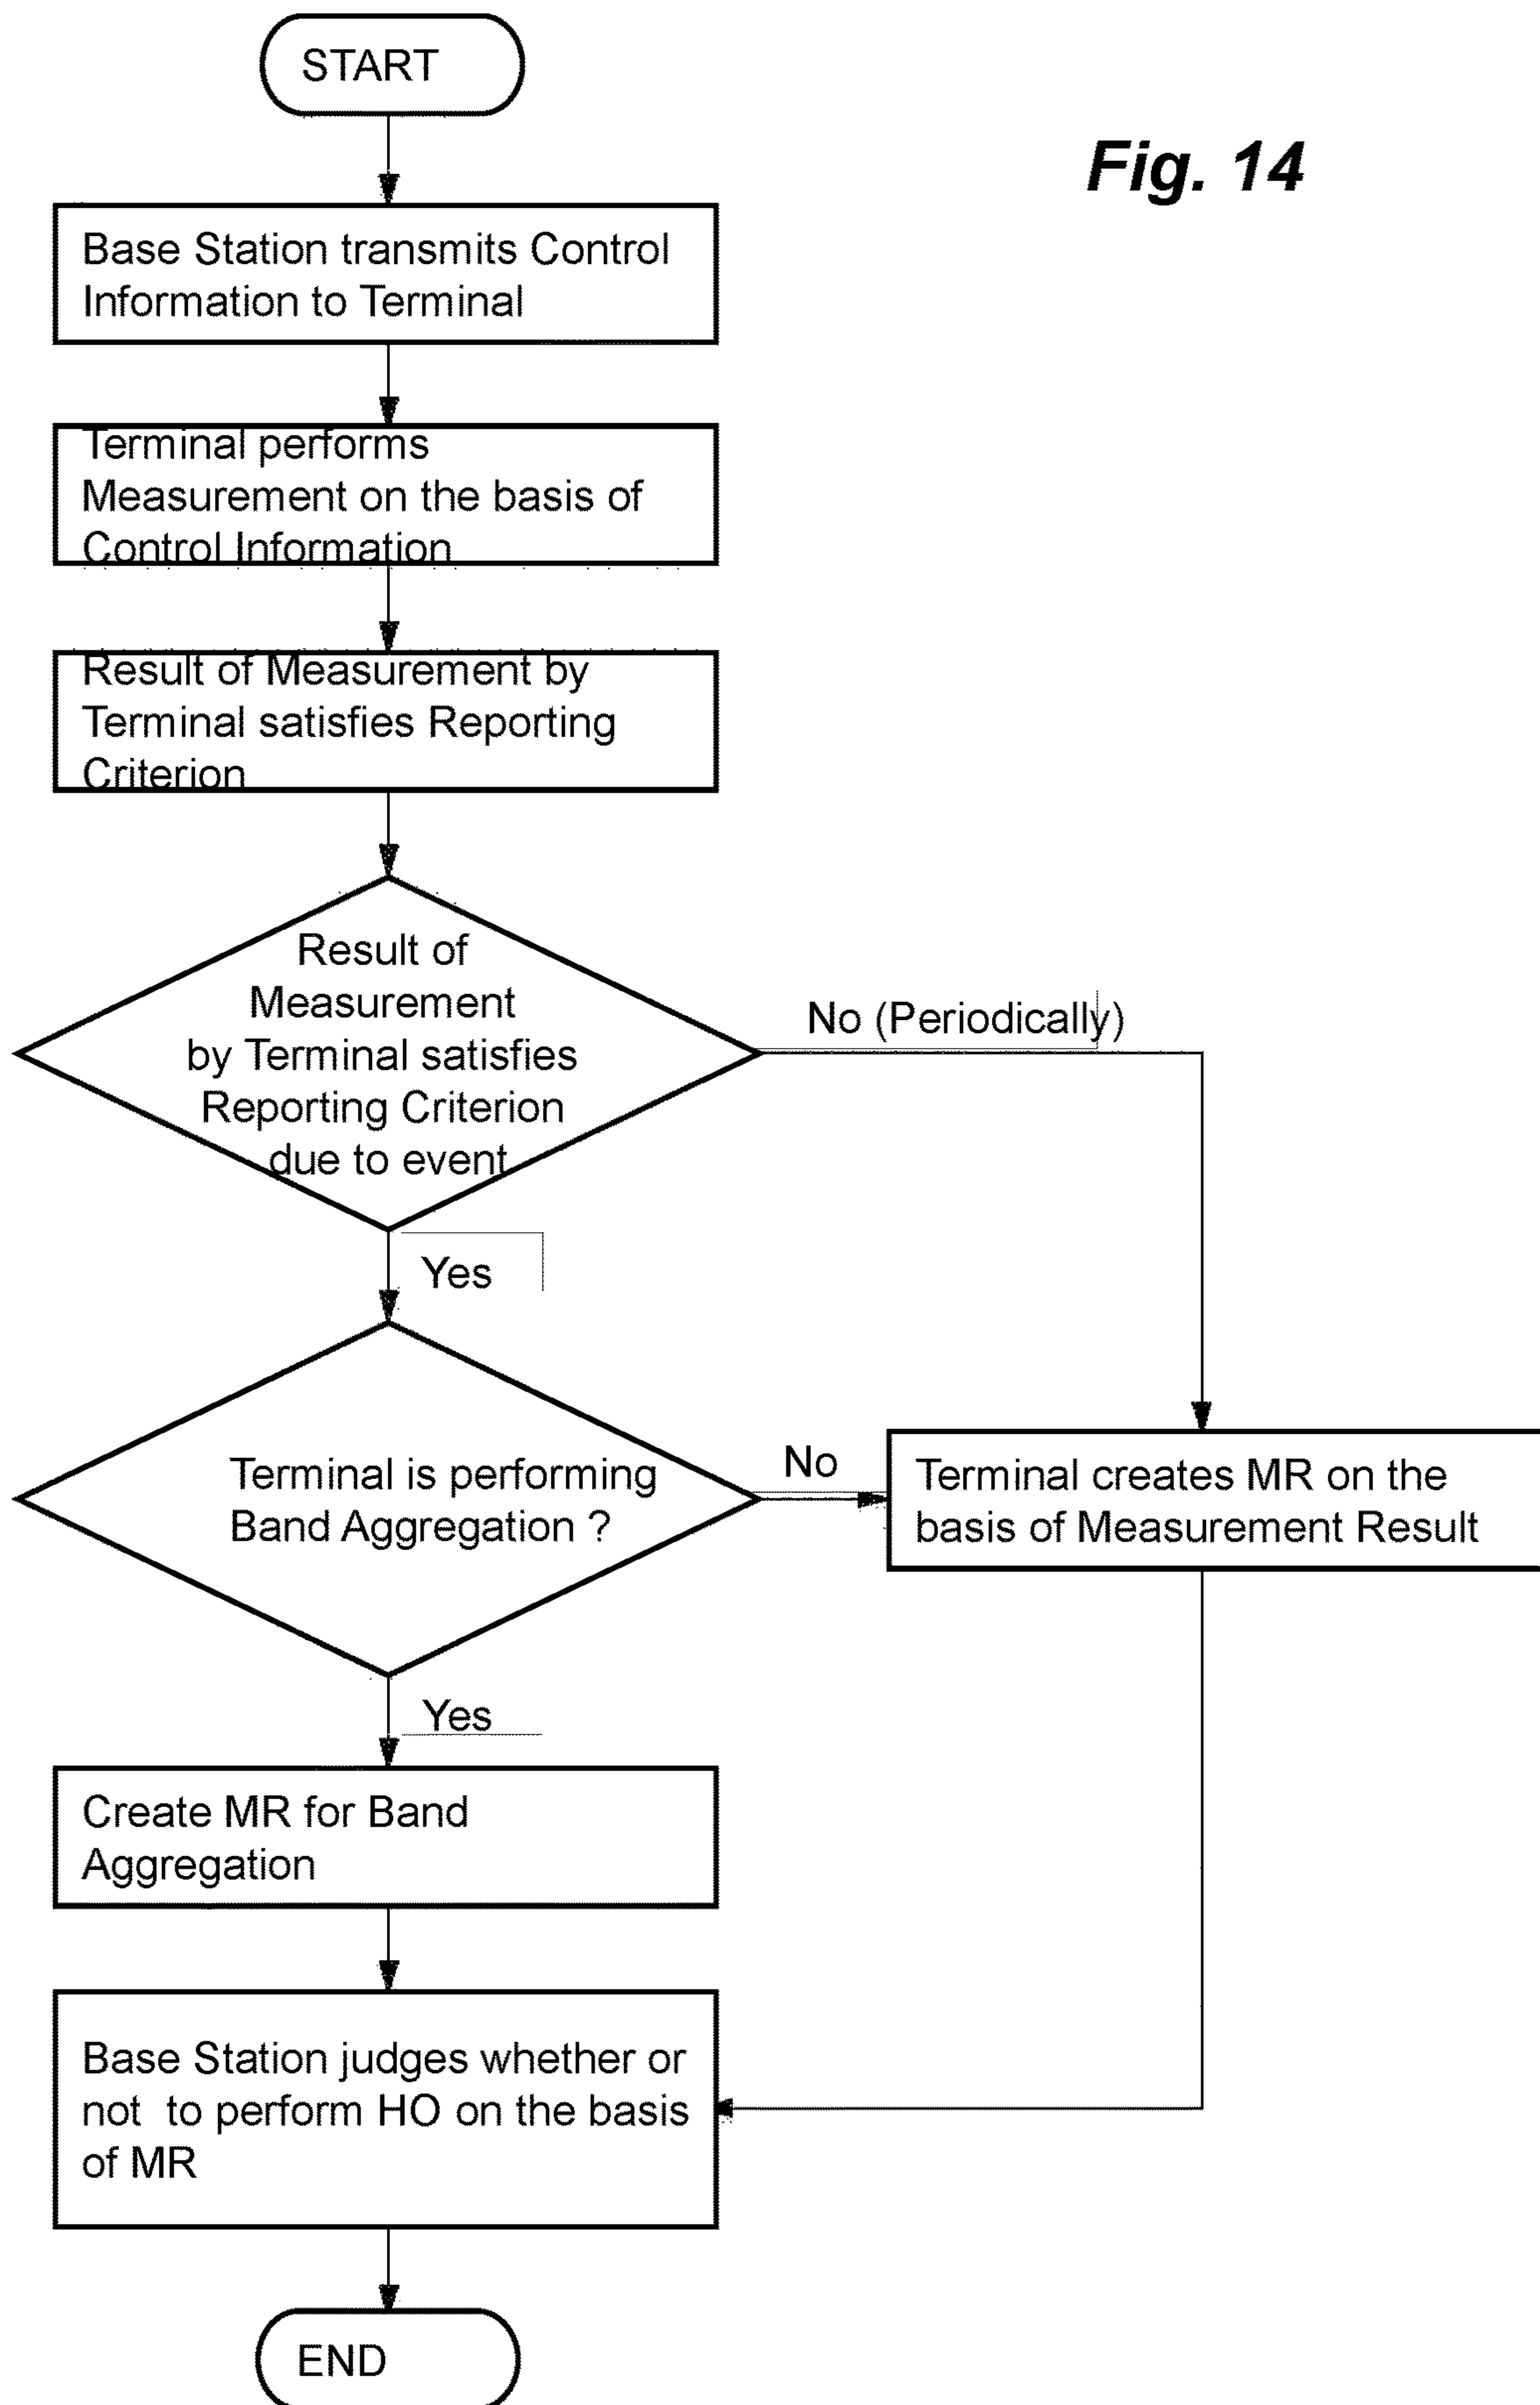 START
Fig. 14
Base Station transmits Control
Information to Terminal
Terminal performs
Measurement on the basis of
Control Information
Result of Measurement by
Terminal satisfies Reporting
Criterion
Result of
Measurement
by Terminal satisfies
Reporting Criterion
due to event
No (Periodically)
Yes
Terminal is performing
Band Aggregation ?
No
Terminal creates MR on the
basis of Measurement Result
Yes
Create MR for Band
Aggregation
Base Station judges whether or
not to perform HO on the basis
of MR
END